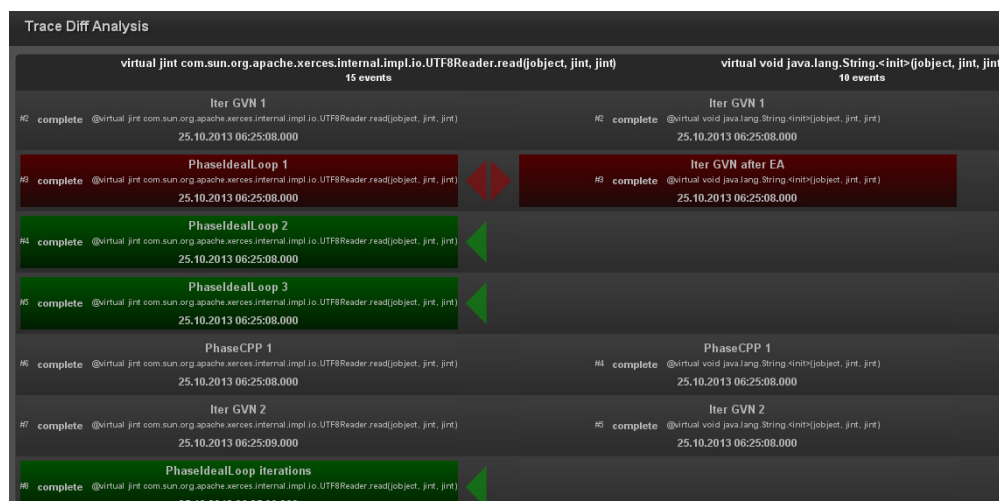 Trace Diff Analysis
virtual jint com.sun.org.apache.xerces.internal.impl.io.UTF8Reader.read(jobject, jint, jint)
15 events
virtual void java.lang.String.<init>(jobject, jint, jint
10 events
Iter GVN 1
#2 complete @virtual jint com.sun.org.apache.xerces.internal.impl.io.UTF8Reader.read(jobject, jint, jint)
25.10.2013 06:25:08.000
Iter GVN 1
#2 complete @virtual void java.lang.String.<init>(jobject, jint, jint)
25.10.2013 06:25:08.000
PhaseIdealLoop 1
#3 complete @virtual jint com.sun.org.apache.xerces.internal.impl.io.UTF8Reader.read(jobject, jint, jint)
25.10.2013 06:25:08.000
Iter GVN after EA
#3 complete @virtual void java.lang.String.<init>(jobject, jint, jint)
25.10.2013 06:25:08.000
PhaseIdealLoop 2
#4 complete @virtual jint com.sun.org.apache.xerces.internal.impl.io.UTF8Reader.read(jobject, jint, jint)
25.10.2013 06:25:08.000
PhaseIdealLoop 3
#5 complete @virtual jint com.sun.org.apache.xerces.internal.impl.io.UTF8Reader.read(jobject, jint, jint)
25.10.2013 06:25:08.000
PhaseCPP 1
#6 complete @virtual jint com.sun.org.apache.xerces.internal.impl.io.UTF8Reader.read(jobject, jint, jint)
25.10.2013 06:25:08.000
PhaseCPP 1
#4 complete @virtual void java.lang.String.<init>(jobject, jint, jint)
25.10.2013 06:25:08.000
Iter GVN 2
#7 complete @virtual jint com.sun.org.apache.xerces.internal.impl.io.UTF8Reader.read(jobject, jint, jint)
25.10.2013 06:25:09.000
Iter GVN 2
#5 complete @virtual void java.lang.String.<init>(jobject, jint, jint)
25.10.2013 06:25:08.000
PhaseIdealLoop iterations
#8 complete @virtual jint com.sun.org.apache.xerces.internal.impl.io.UTF8Reader.read(jobject, jint, jint)